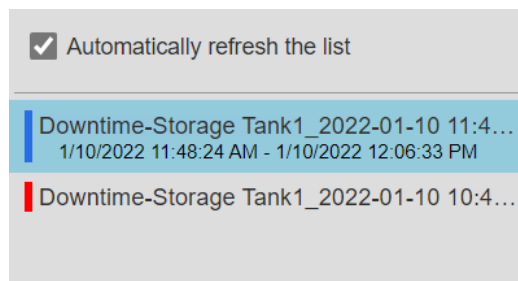 Automatically refresh the list
Downtime-Storage Tank1_2022-01-10 11:4...
1/10/2022 11:48:24 AM - 1/10/2022 12:06:33 PM
Downtime-Storage Tank1_2022-01-10 10:4...